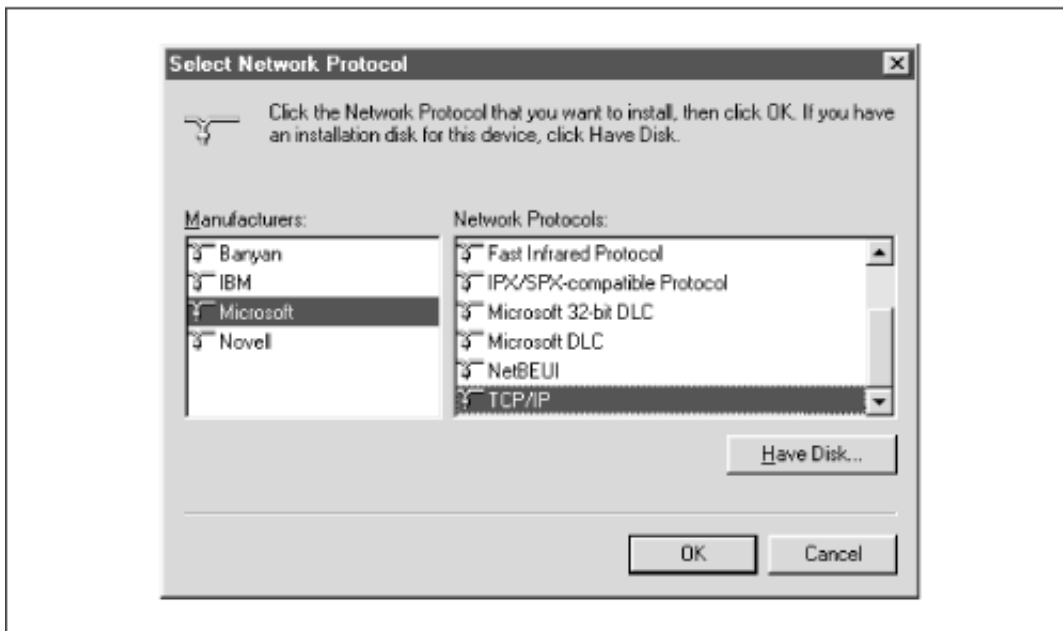 Select Network Protocol
Click the Network Protocol that you want to install, then click OK. If you have
an installation disk for this device, click Have Disk.
Manufacturers:
Banyan
IBM
Microsoft
Novell
Network Protocols:
Fast Infrared Protocol
IPX/SPX-compatible Protocol
Microsoft 32-bit DLC
Microsoft DLC
NetBEUI
TCP/IP
Have Disk...
OK
Cancel